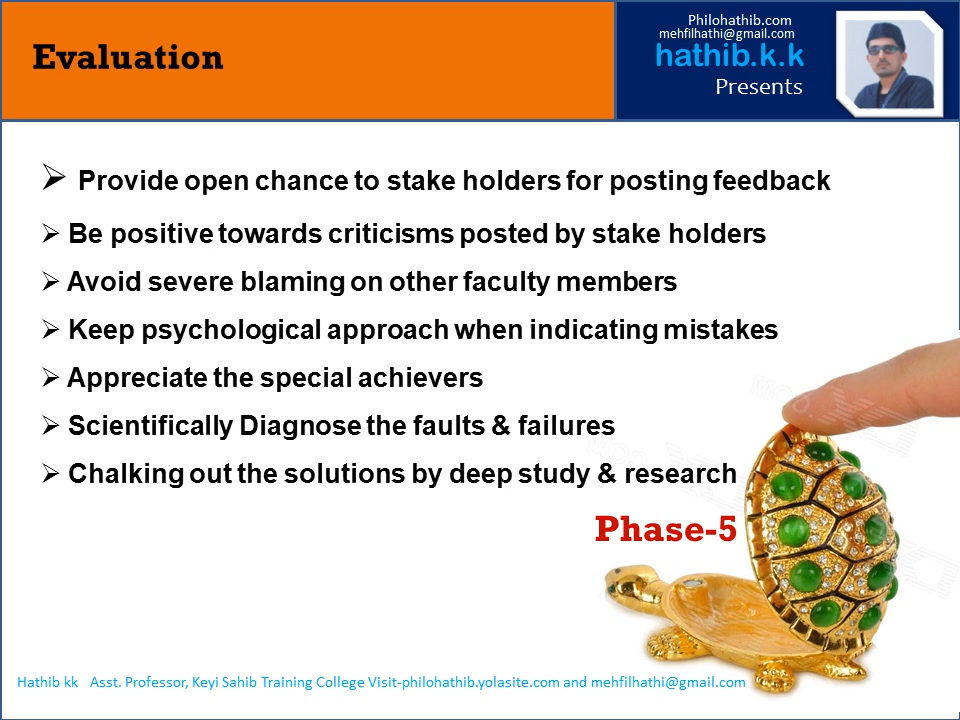 Evaluation
Philohathib.com
mehfilhathi@gmail.com
hathib.k.k
Presents
➢ Provide open chance to stake holders for posting feedback
➢ Be positive towards criticisms posted by stake holders
➢ Avoid severe blaming on other faculty members
➢ Keep psychological approach when indicating mistakes
➢ Appreciate the special achievers
➢ Scientifically Diagnose the faults & failures
➢ Chalking out the solutions by deep study & research
Phase-5
Hathib kk Asst. Professor, Keyi Sahib Training College Visit-philohathib.yolasite.com and mehfilhathi@gmail.com